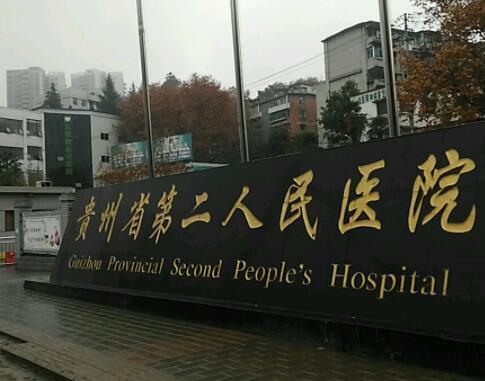 贵州省第二人民医院
Guizhou Provincial Second People's Hospital